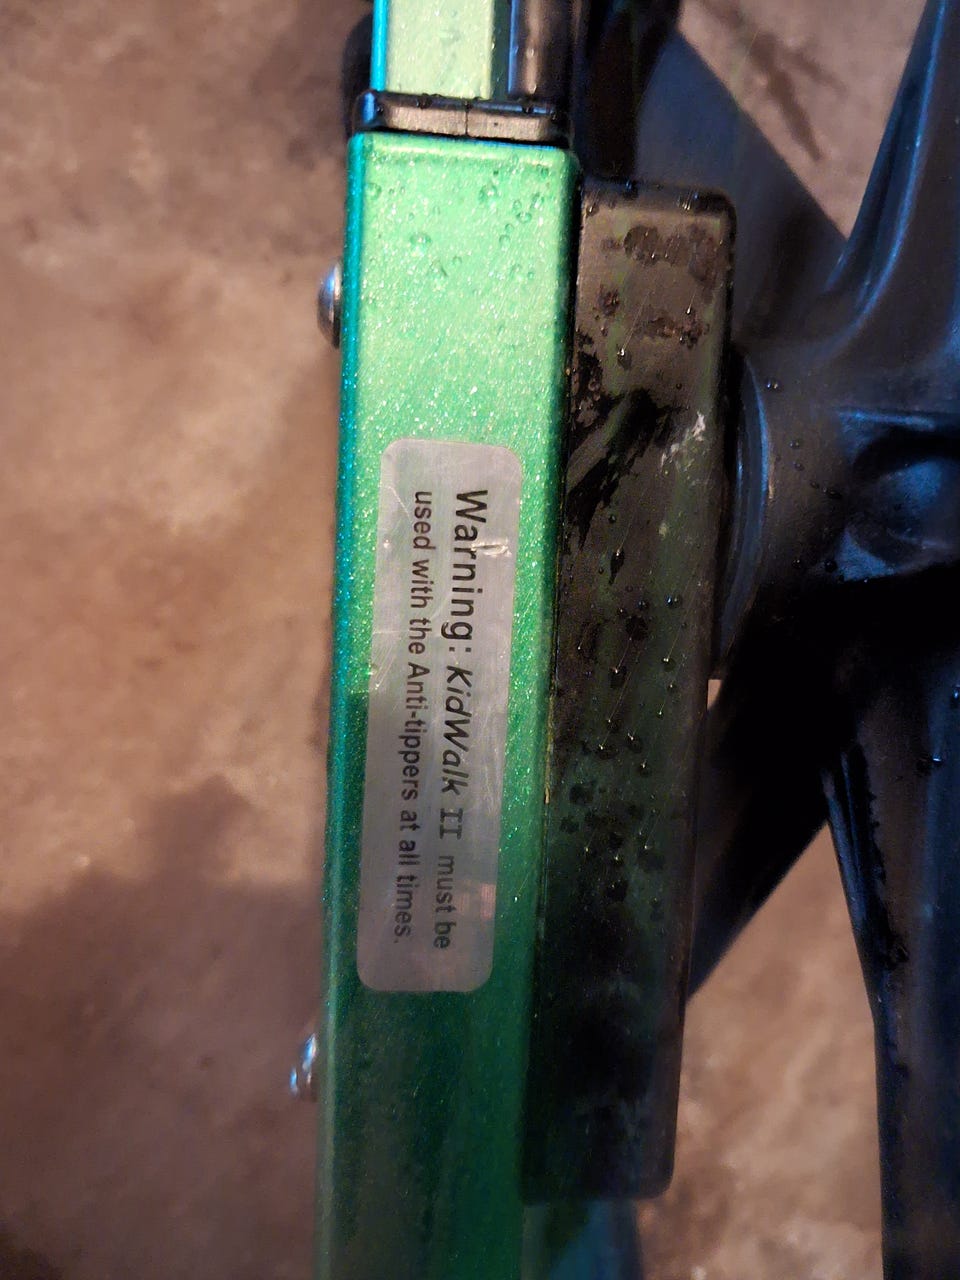 Warning: KidWalk II must be
used with the Anti-tippers at all times.